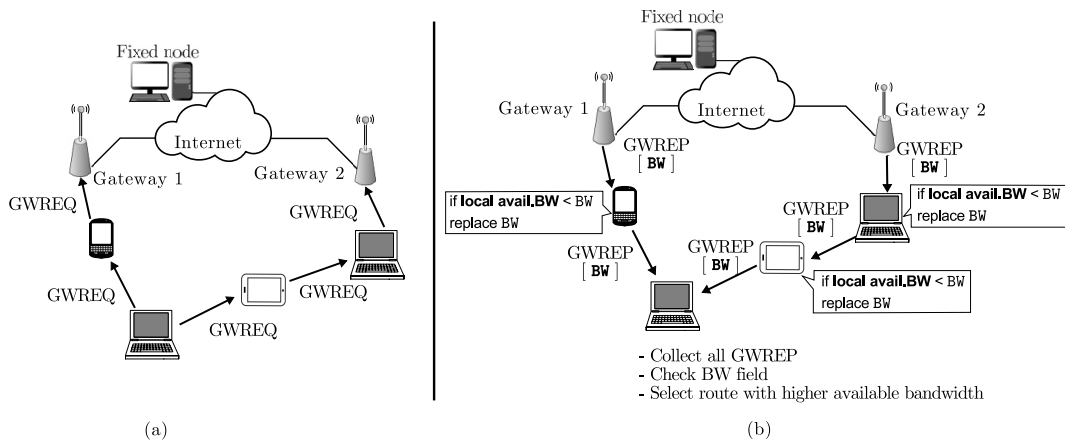 Fixed node
Internet
Gateway 1
Gateway 2
GWREQ
GWREQ
GWREQ
GWREQ
GWREQ
(a)
Fixed node
Gateway 1
Internet
Gateway 2
GWREP
[ BW ]
GWREP
[ BW ]
if local avail.BW < BW
replace BW
if local avail.BW < BW
replace BW
GWREP
[ BW ]
GWREP
[ BW ]
GWREP
[ BW ]
if local avail.BW < BW
replace BW
- Collect all GWREP
- Check BW field
- Select route with higher available bandwidth
(b)